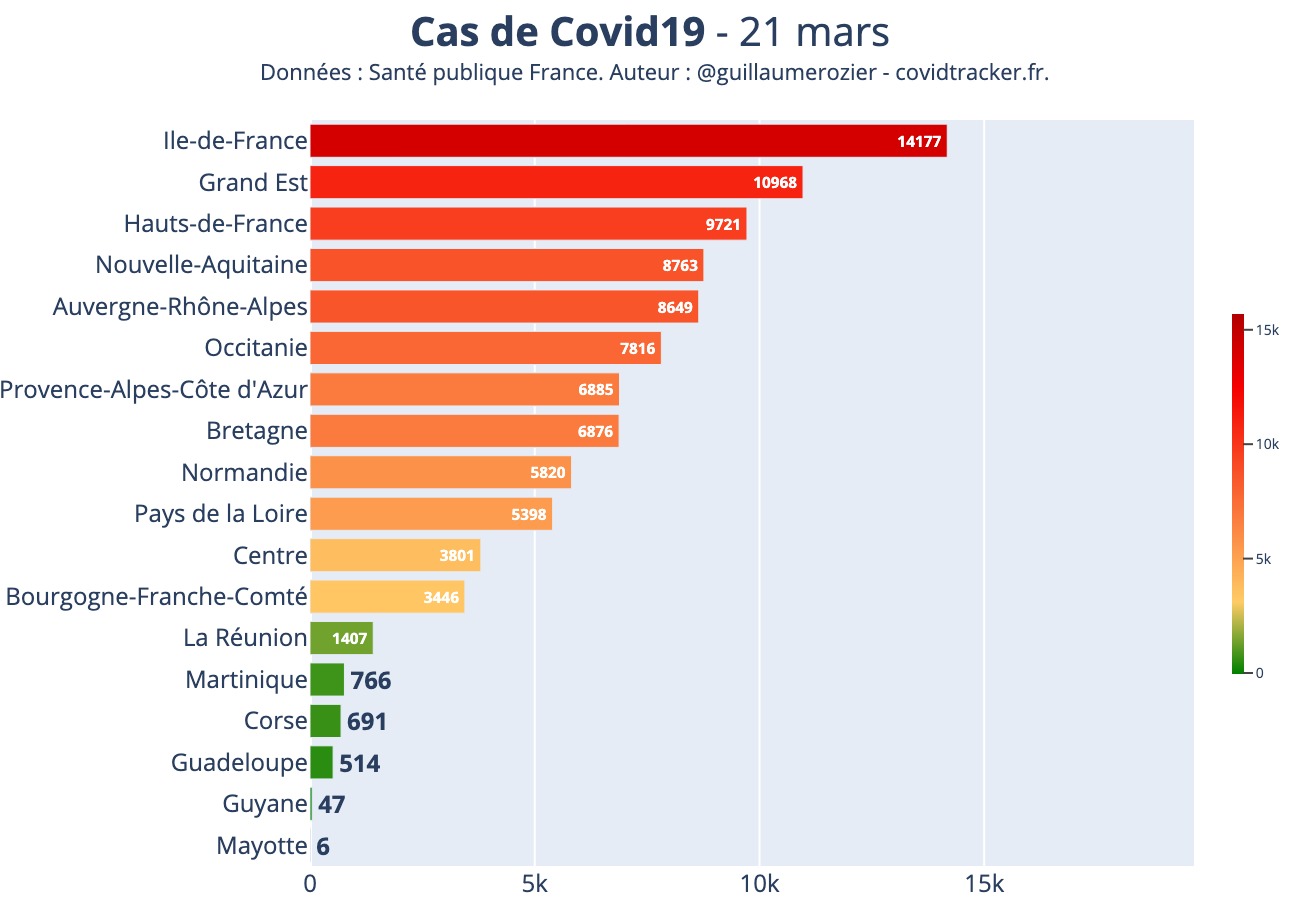 Cas de Covid19 - 21 mars
Données : Santé publique France. Auteur : @guillaumerozier - covidtracker.fr.
Ile-de-France 14177
Grand Est 10968
Hauts-de-France 9721
Nouvelle-Aquitaine 8763
Auvergne-Rhône-Alpes 8649
Occitanie 7816
Provence-Alpes-Côte d'Azur 6885
Bretagne 6876
Normandie 5820
Pays de la Loire 5398
Centre 3801
Bourgogne-Franche-Comté 3446
La Réunion 1407
Martinique 766
Corse 691
Guadeloupe 514
Guyane 47
Mayotte 6
0 5k 10k 15k
15k
10k
5k
0